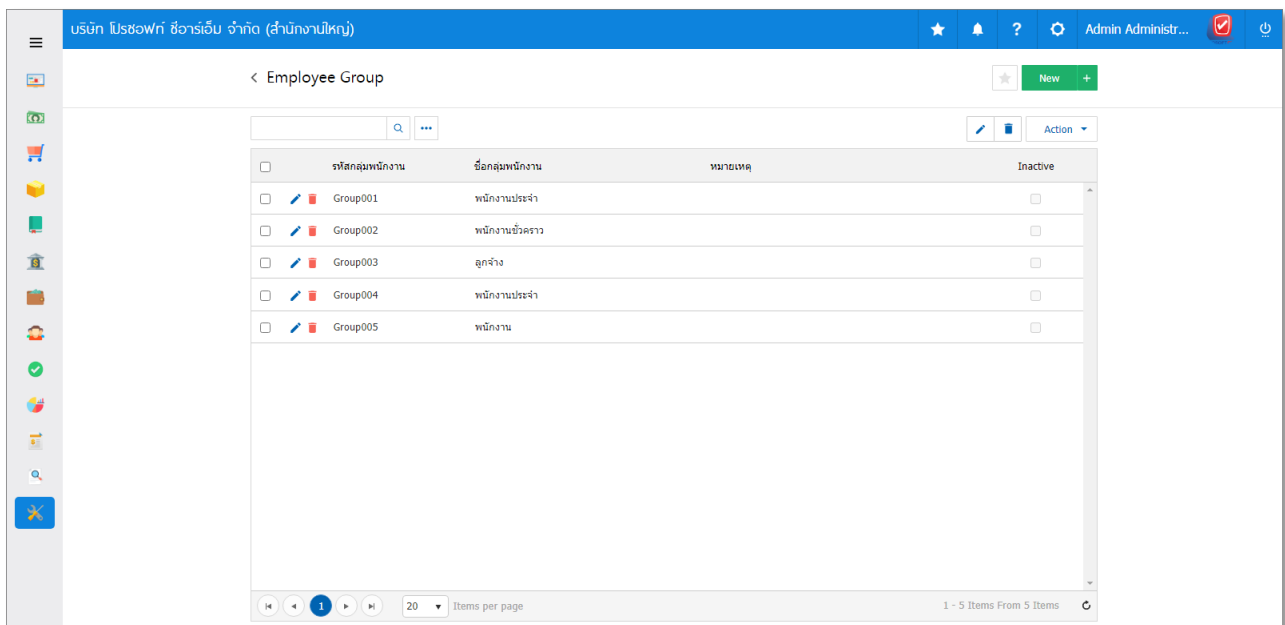 บริษัท โปรซอฟท์ ซีอาร์เอ็ม จำกัด (สำนักงานใหญ่) ? Admin Administr...
Employee Group New +
Action
รหัสกลุ่มพนักงาน ชื่อกลุ่มพนักงาน หมายเหตุ Inactive
Group001 พนักงานประจำ
Group002 พนักงานชั่วคราว
Group003 ลูกจ้าง
Group004 พนักงานประจำ
Group005 พนักงาน
1 20 Items per page 1 - 5 Items From 5 Items